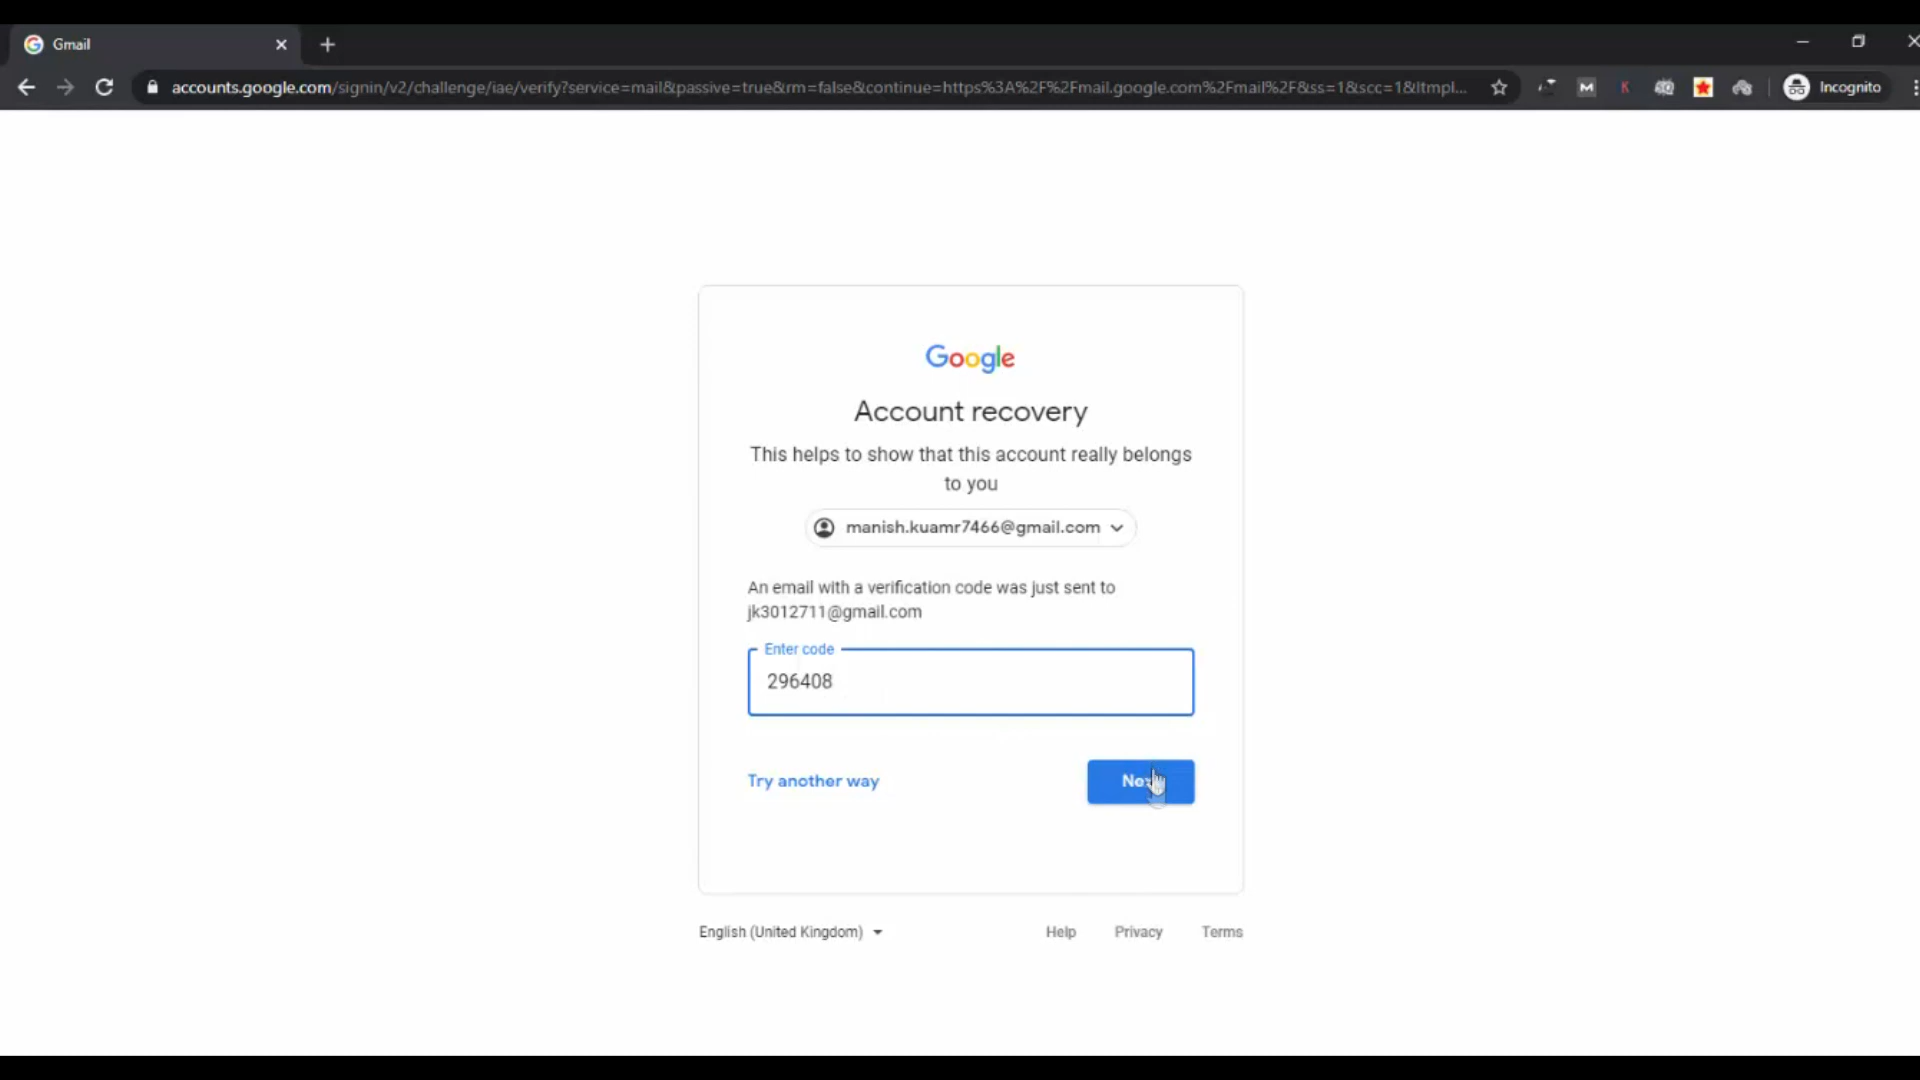 Gmail
accounts.google.com/signin/v2/challenge/iae/verify?service=mail&passive=true&rm=false&continue=https%3A%2F%2Fmail.google.com%2Fmail%2F&ss=1&scc=1&ltmpl...
Incognito
Google
Account recovery
This helps to show that this account really belongs
to you
manish.kuamr7466@gmail.com
An email with a verification code was just sent to
jk3012711@gmail.com
Enter code
296408
Try another way
English (United Kingdom)
Help Privacy Terms